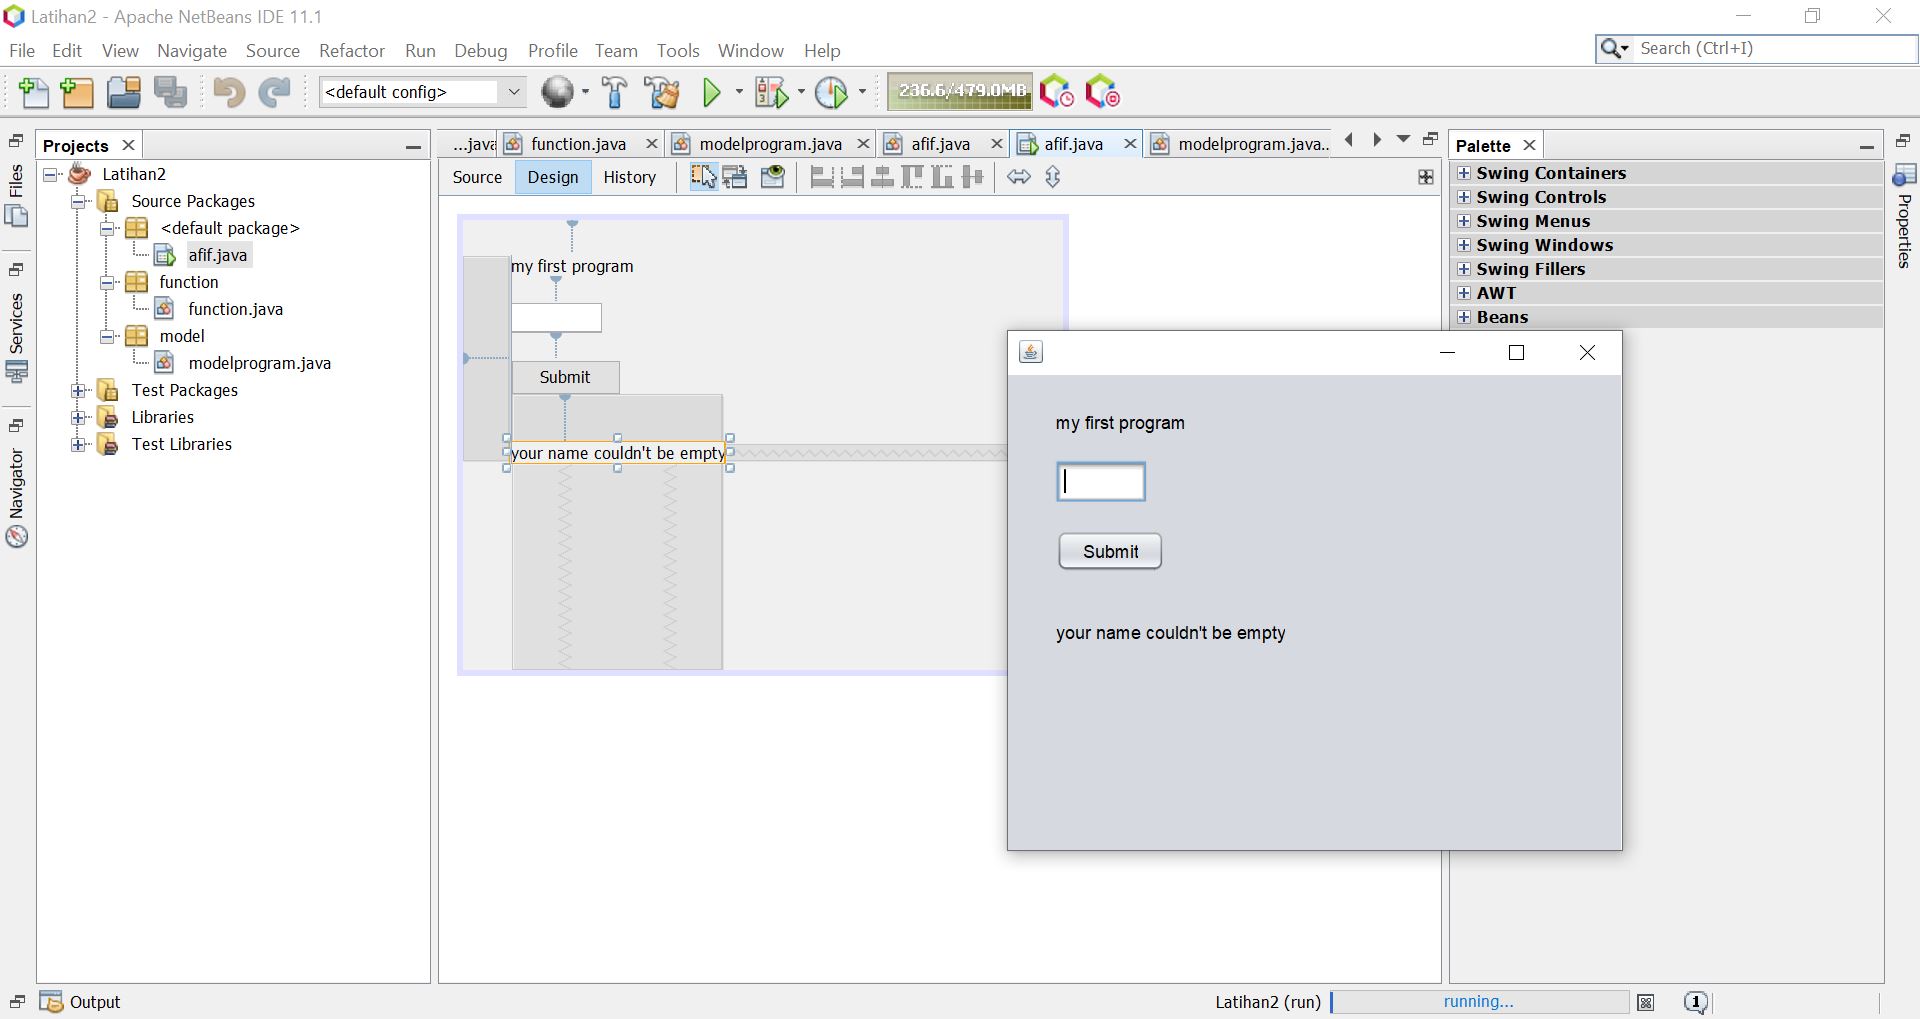 Latihan2 - Apache NetBeans IDE 11.1
File Edit View Navigate Source Refactor Run Debug Profile Team Tools Window Help
Search (Ctrl+I)
<default config>
236.6/479.0MB
Projects
...java
function.java
modelprogram.java
afif.java
afif.java
modelprogram.java...
Palette
Files
Services
Navigator
Properties
Latihan2
Source Packages
<default package>
afif.java
function
function.java
model
modelprogram.java
Test Packages
Libraries
Test Libraries
Source Design History
my first program
Submit
your name couldn't be empty
Swing Containers
Swing Controls
Swing Menus
Swing Windows
Swing Fillers
AWT
Beans
my first program
Submit
your name couldn't be empty
Output
Latihan2 (run)
running...
1